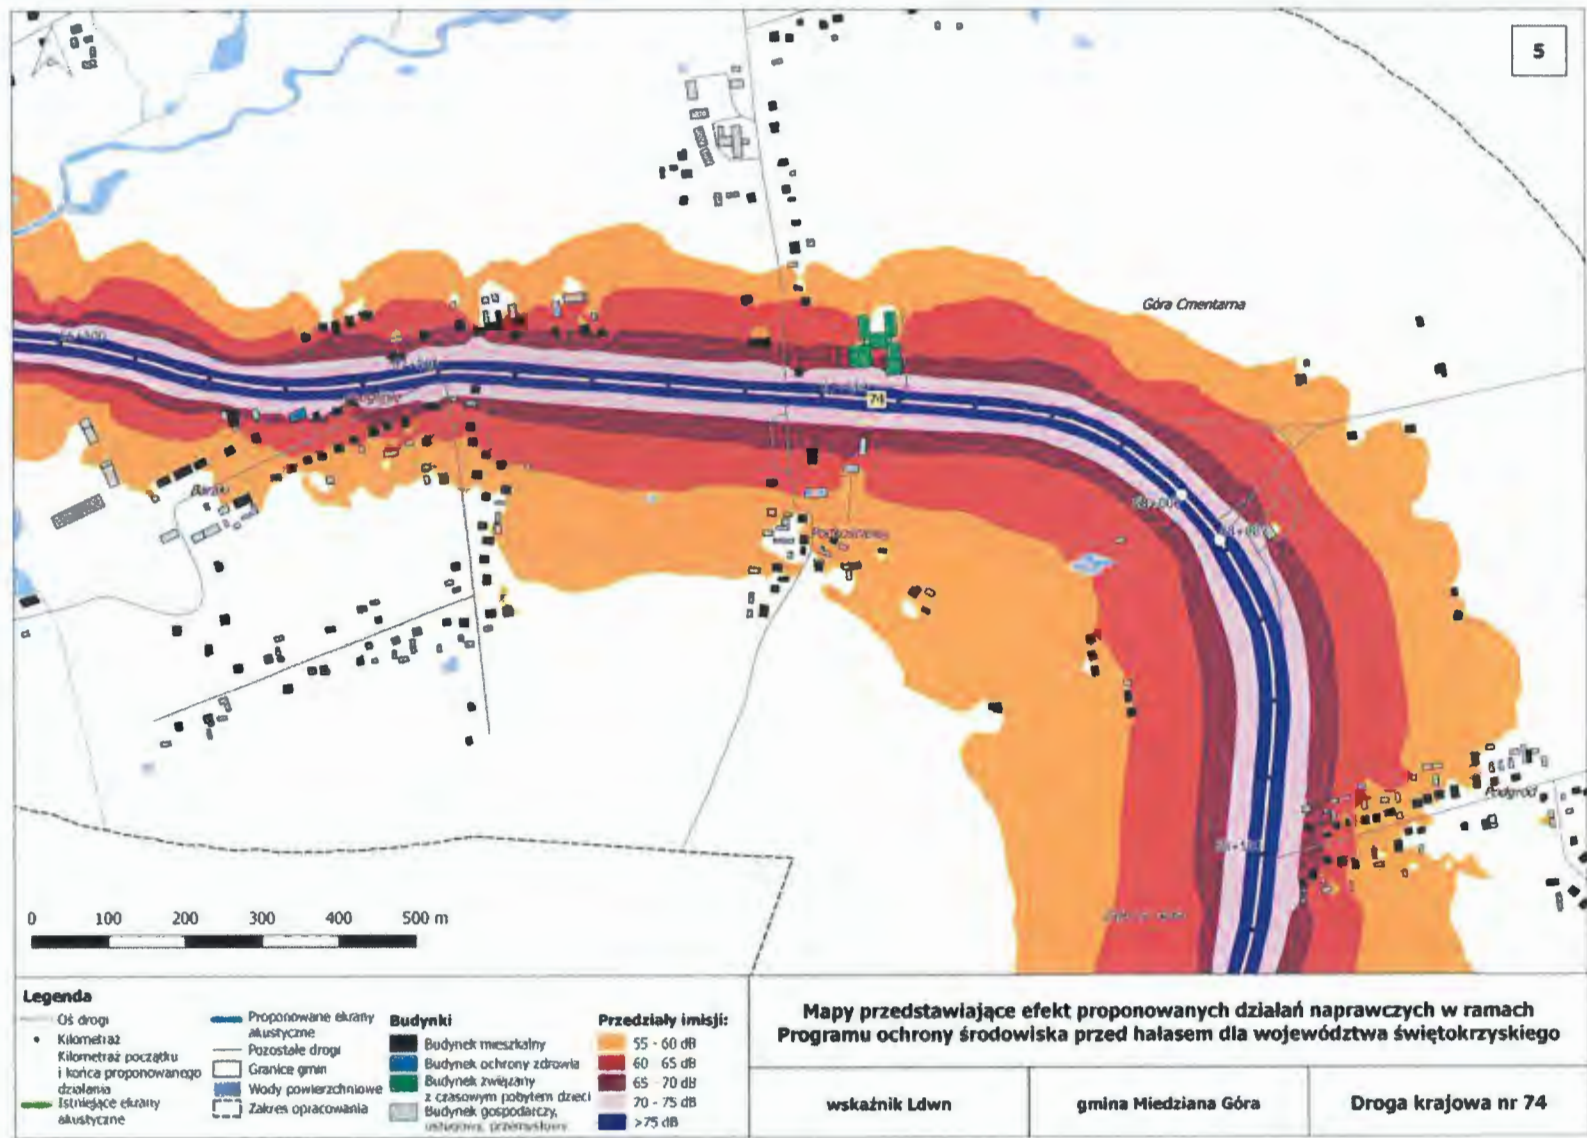 5
Góra Cmentarna
74
Baraki
Podgród
0 100 200 300 400 500 m
Legenda
Oś drogi
Kilometraż
Kilometraż początku
i końca proponowanego
działania
Istniejące ekrany
akustyczne
Proponowane ekrany
akustyczne
Pozostałe drogi
Granice gmin
Wody powierzchniowe
Zakres opracowania
Budynki
Budynek mieszkalny
Budynek ochrony zdrowia
Budynek związany
z czasowym pobytem dzieci
Budynek gospodarczy,
usługowy, przemysłowy
Przedziały imisji:
55 - 60 dB
60 65 dB
65 - 70 dB
70 - 75 dB
>75 dB
Mapy przedstawiające efekt proponowanych działań naprawczych w ramach
Programu ochrony środowiska przed hałasem dla województwa świętokrzyskiego
wskaźnik Ldwn
gmina Miedziana Góra
Droga krajowa nr 74